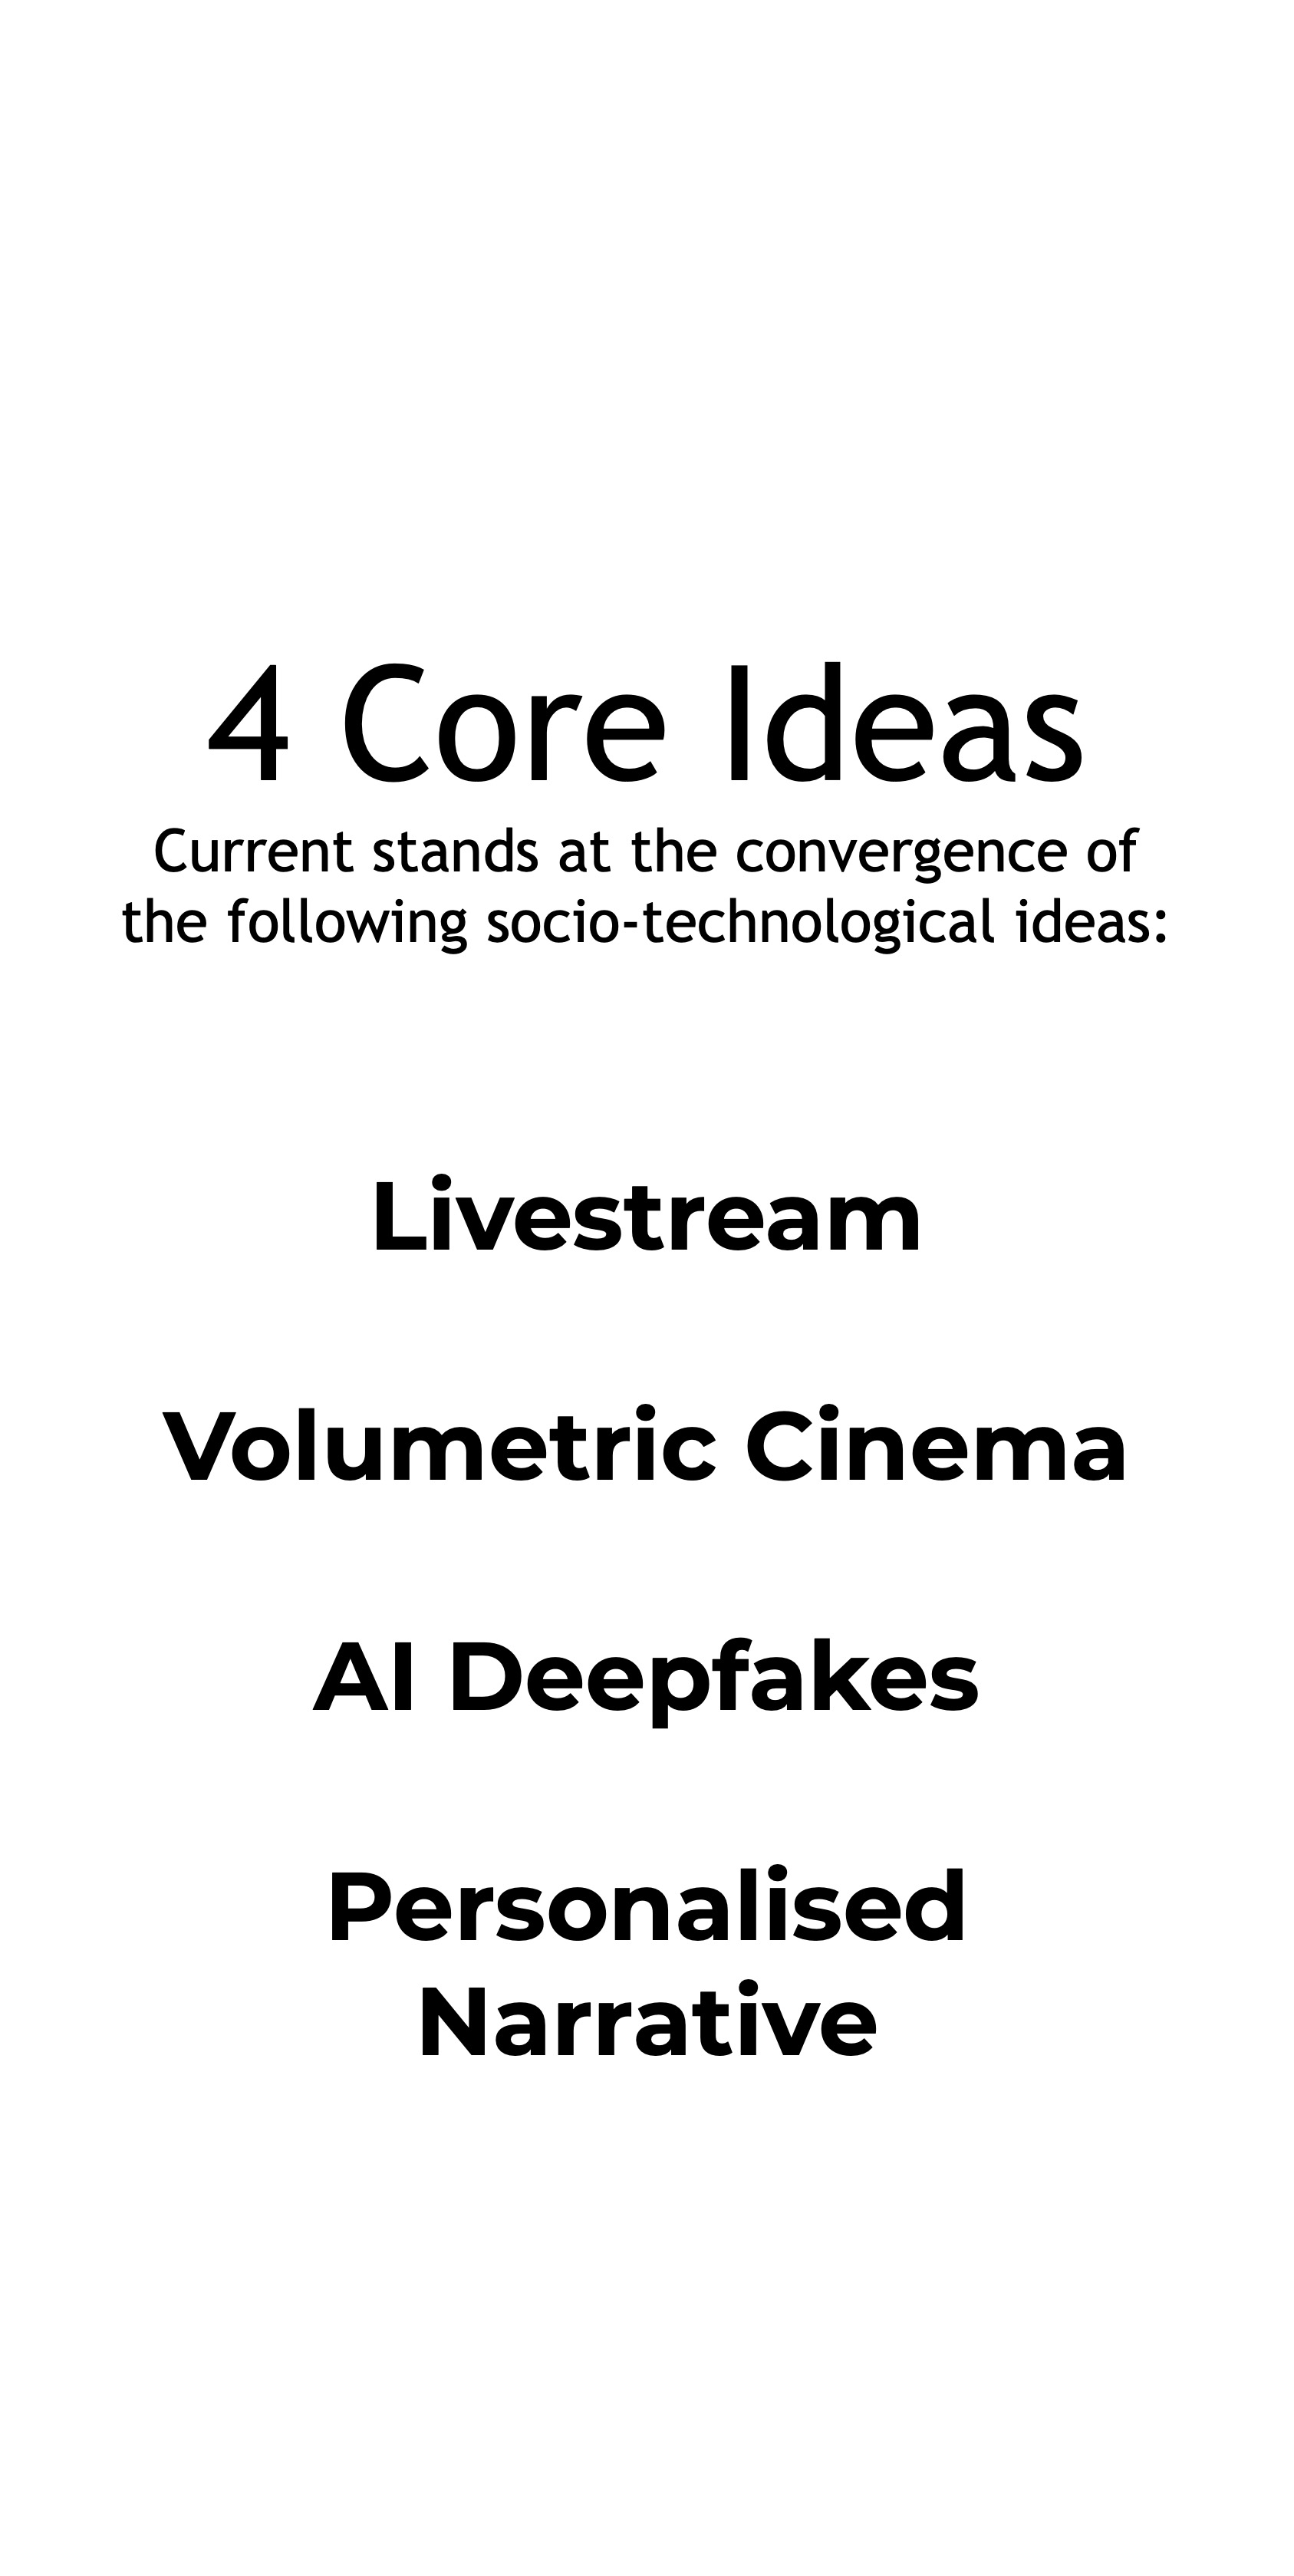 4 Core Ideas
Current stands at the convergence of
the following socio-technological ideas:
Livestream
Volumetric Cinema
AI Deepfakes
Personalised
Narrative